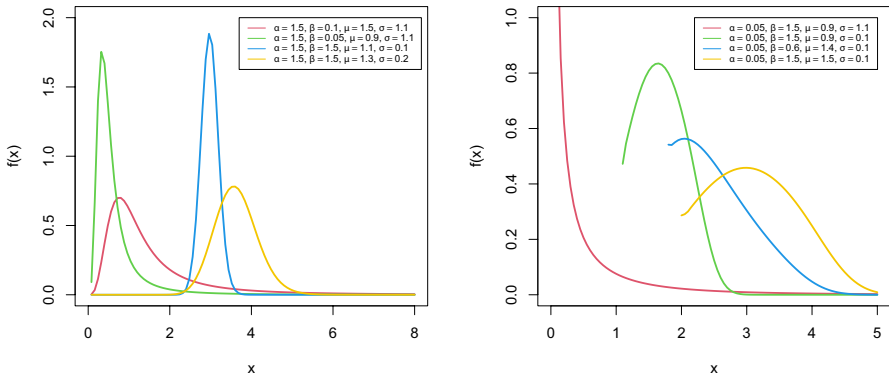 α = 1.5, β = 0.1, μ = 1.5, σ = 1.1
α = 1.5, β = 0.05, μ = 0.9, σ = 1.1
α = 1.5, β = 1.5, μ = 1.1, σ = 0.1
α = 1.5, β = 1.5, μ = 1.3, σ = 0.2
f(x)
2.0
1.5
1.0
0.5
0.0
0 2 4 6 8
x
α = 0.05, β = 1.5, μ = 0.9, σ = 1.1
α = 0.05, β = 1.5, μ = 0.9, σ = 0.1
α = 0.05, β = 0.6, μ = 1.4, σ = 0.1
α = 0.05, β = 1.5, μ = 1.5, σ = 0.1
f(x)
1.0
0.8
0.6
0.4
0.2
0.0
0 1 2 3 4 5
x